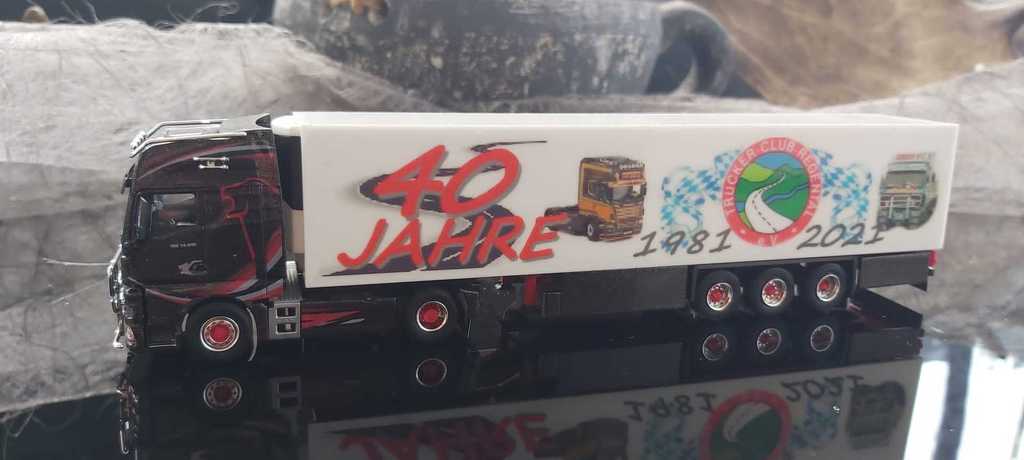 40
JAHRE
TRUCKER-CLUB REGENTAL
e.V.
1981 2021